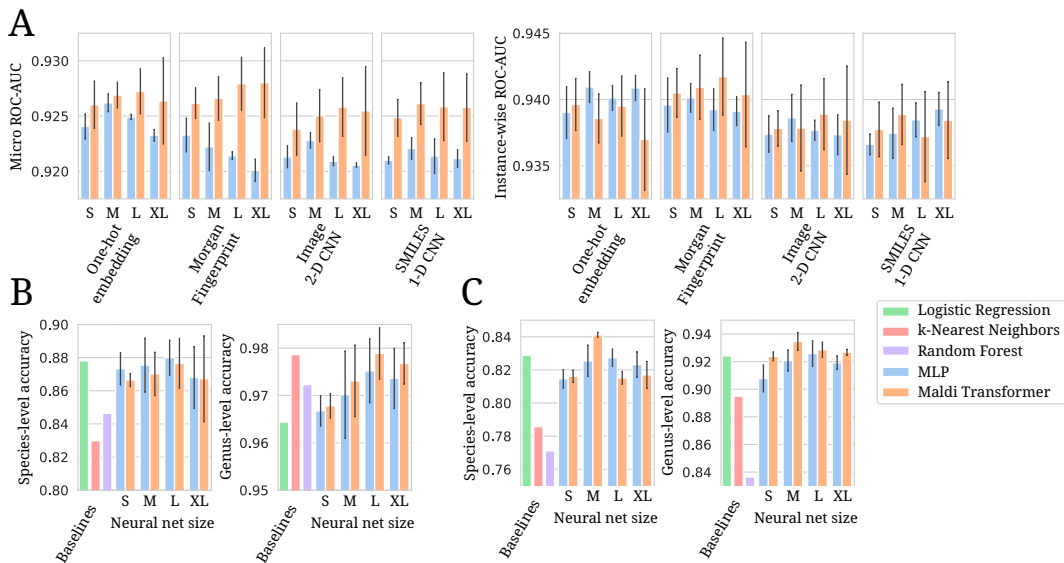 A
Micro ROC-AUC
0.930
0.925
0.920
S M L XL
One-hot
embedding
S M L XL
Morgan
Fingerprint
S M L XL
Image
2-D CNN
S M L XL
SMILES
1-D CNN
Instance-wise ROC-AUC
0.945
0.940
0.935
S M L XL
One-hot
embedding
S M L XL
Morgan
Fingerprint
S M L XL
Image
2-D CNN
S M L XL
SMILES
1-D CNN
B
Species-level accuracy
0.90
0.88
0.86
0.84
0.82
0.80
Baselines
S M L XL
Neural net size
Genus-level accuracy
0.98
0.97
0.96
0.95
Baselines
S M L XL
Neural net size
C
Species-level accuracy
0.84
0.82
0.80
0.78
0.76
Baselines
S M L XL
Neural net size
Genus-level accuracy
0.94
0.92
0.90
0.88
0.86
0.84
Baselines
S M L XL
Neural net size
Logistic Regression
k-Nearest Neighbors
Random Forest
MLP
Maldi Transformer